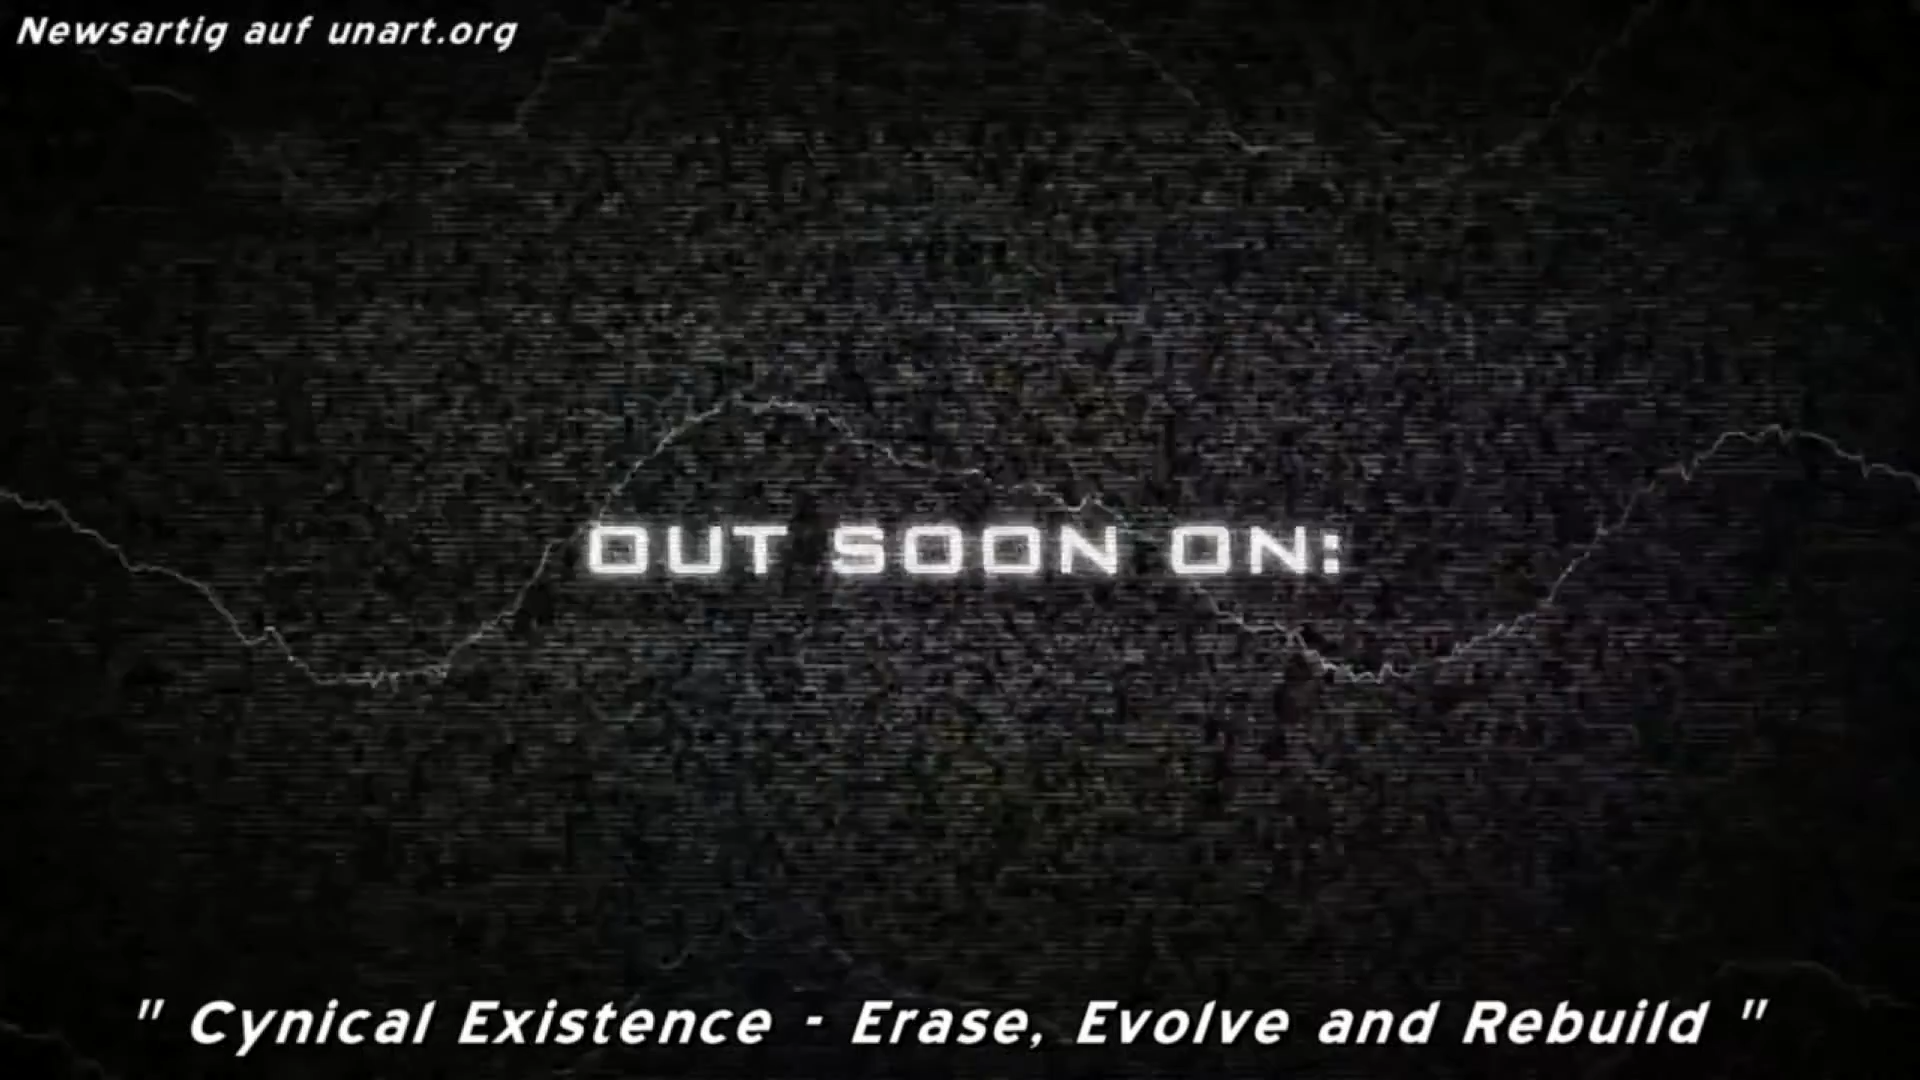 Newsartig auf unart.org
OUT SOON ON:
" Cynical Existence - Erase, Evolve and Rebuild "